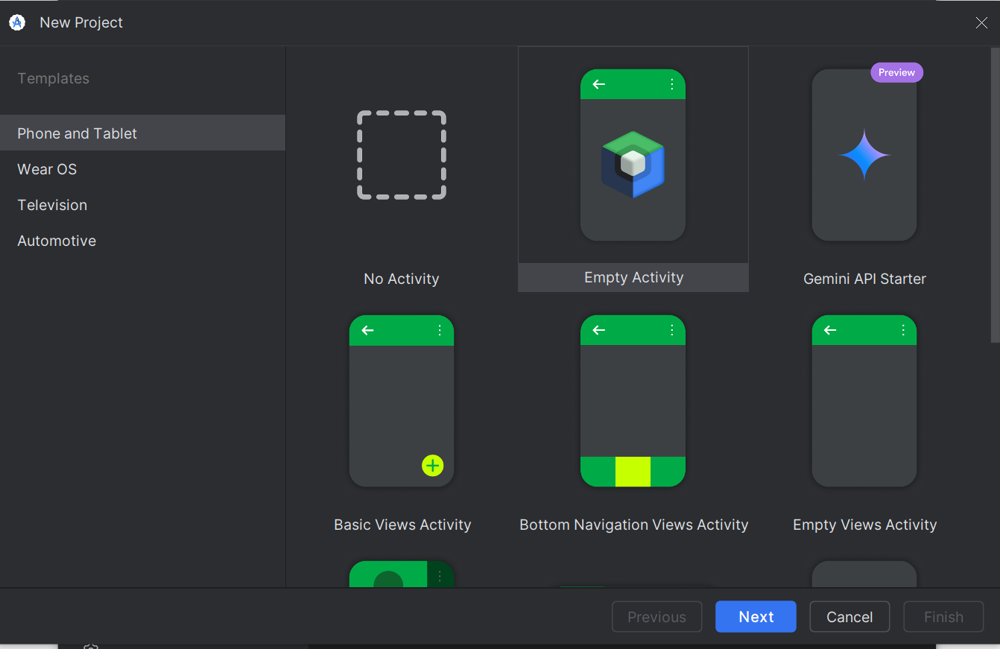 New Project
Templates
Phone and Tablet
Wear OS
Television
Automotive
Preview
No Activity
Empty Activity
Gemini API Starter
Basic Views Activity
Bottom Navigation Views Activity
Empty Views Activity
Previous
Next
Cancel
Finish